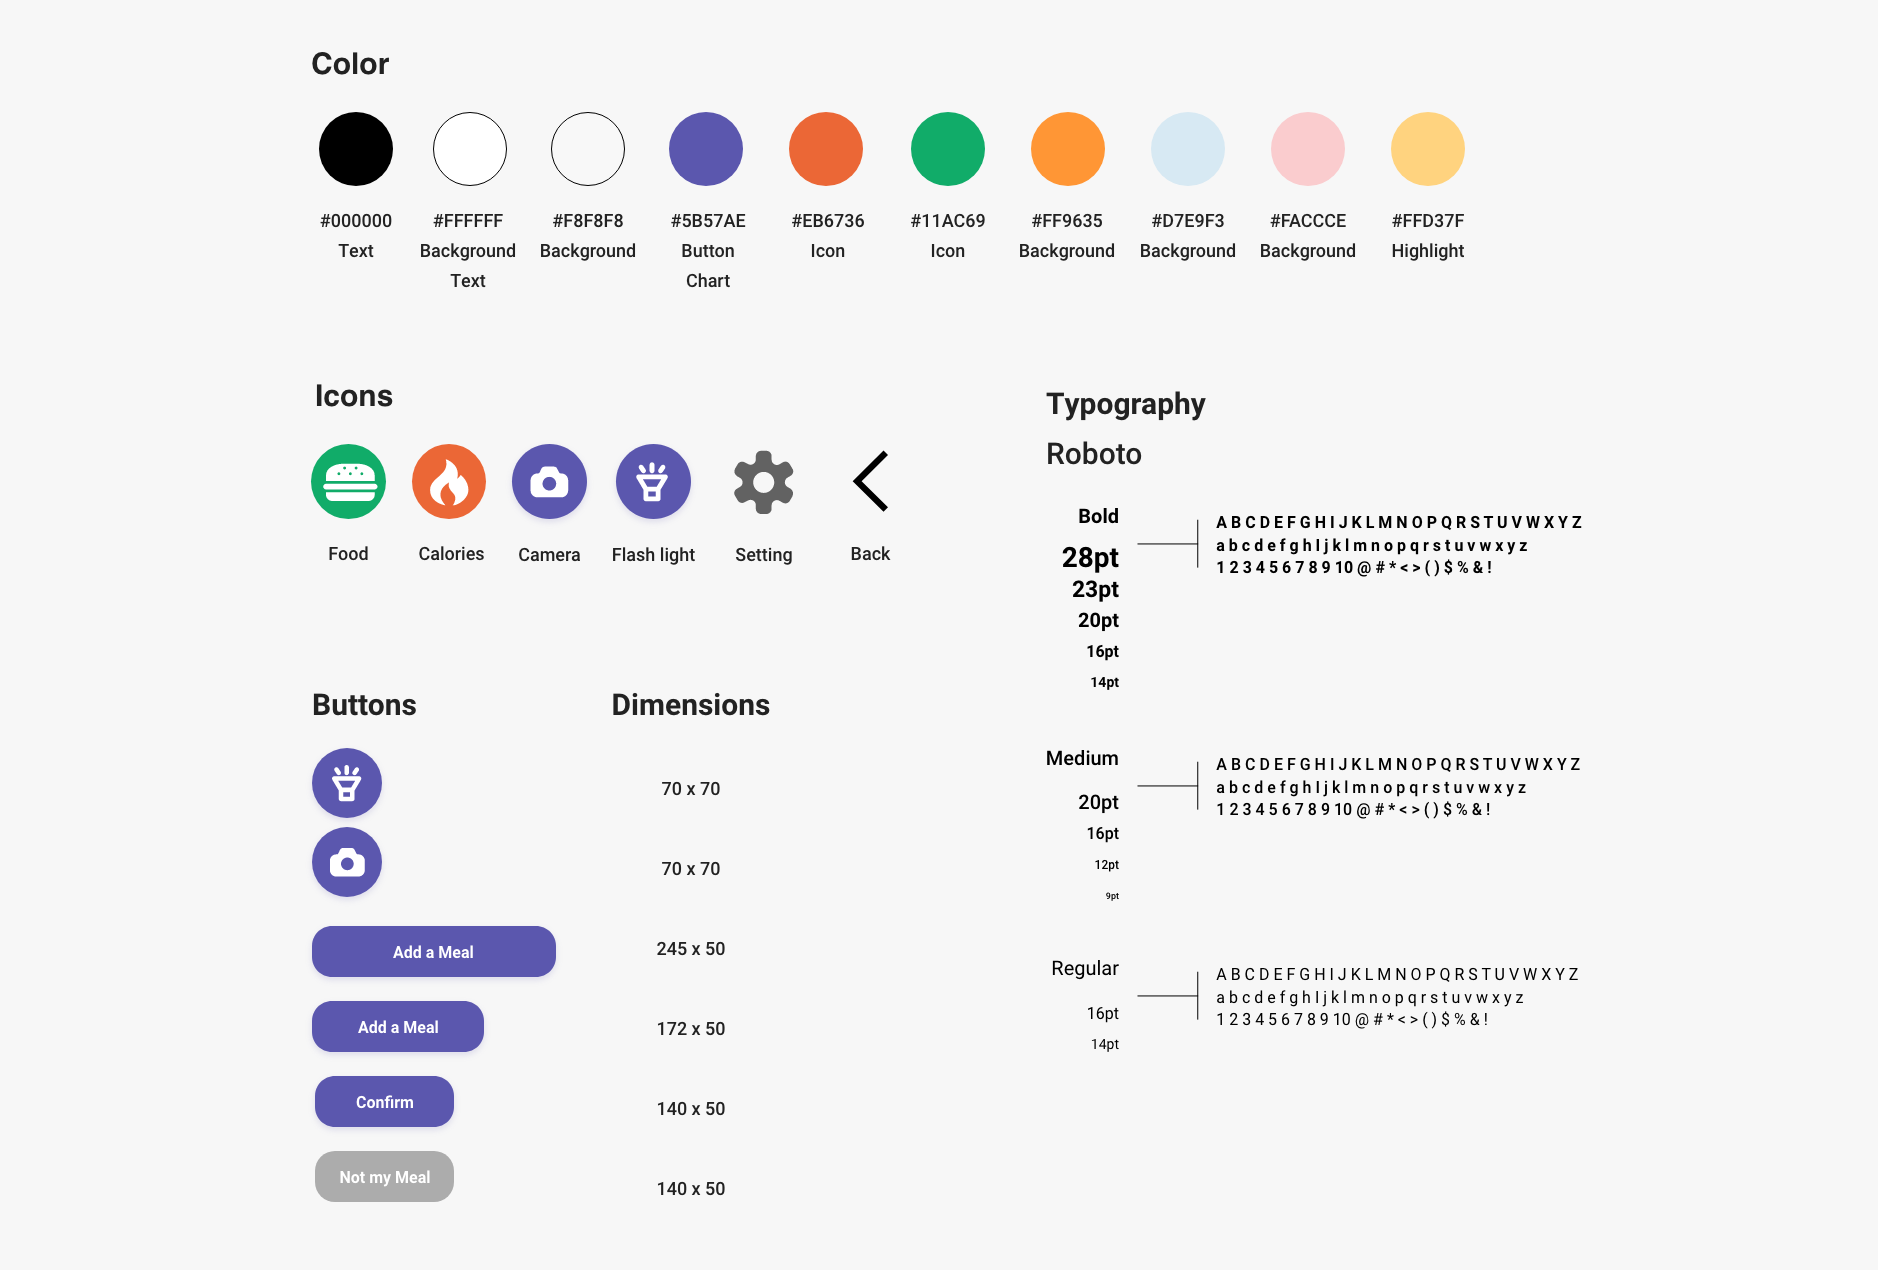 Color
#000000 #FFFFFF #F8F8F8 #5B57AE #EB6736 #11AC69 #FF9635 #D7E9F3 #FACCCE #FFD37F
Text Background Background Button Icon Icon Background Background Background Highlight
Text Chart
Icons
Food Calories Camera Flash light Setting Back
Typography
Roboto
Bold
28pt
23pt
20pt
16pt
14pt
A B C D E F G H I J K L M N O P Q R S T U V W X Y Z
a b c d e f g h I j k l m n o p q r s t u v w x y z
1 2 3 4 5 6 7 8 9 10 @ # * < > ( ) $ % & !
Medium
20pt
16pt
12pt
9pt
A B C D E F G H I J K L M N O P Q R S T U V W X Y Z
a b c d e f g h I j k l m n o p q r s t u v w x y z
1 2 3 4 5 6 7 8 9 10 @ # * < > ( ) $ % & !
Regular
16pt
14pt
A B C D E F G H I J K L M N O P Q R S T U V W X Y Z
a b c d e f g h I j k l m n o p q r s t u v w x y z
1 2 3 4 5 6 7 8 9 10 @ # * < > ( ) $ % & !
Buttons Dimensions
70 x 70
70 x 70
Add a Meal 245 x 50
Add a Meal 172 x 50
Confirm 140 x 50
Not my Meal 140 x 50